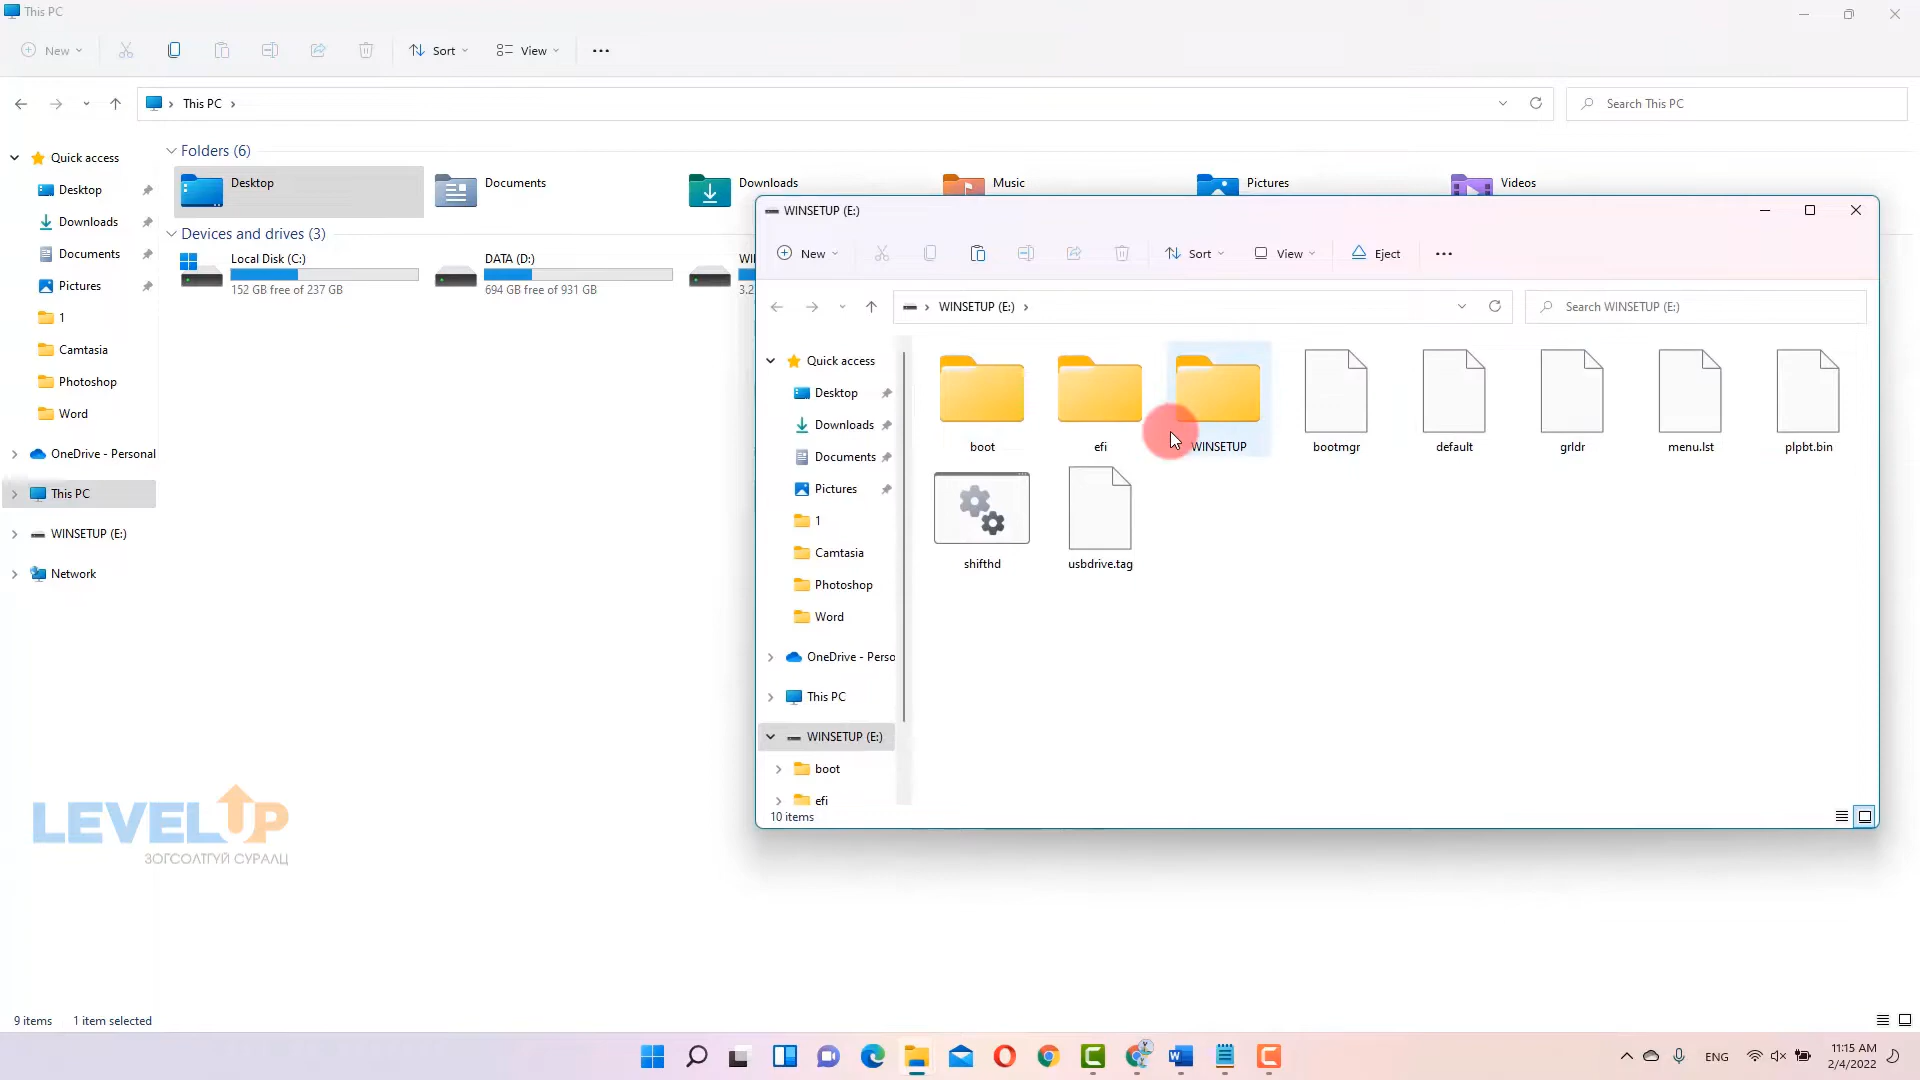 This PC
New
Sort
View
This PC
Search This PC
Quick access
Desktop
Downloads
Documents
Pictures
1
Camtasia
Photoshop
Word
OneDrive - Personal
This PC
WINSETUP (E:)
Network
Folders (6)
Desktop
Documents
Downloads
Music
Pictures
Videos
Devices and drives (3)
Local Disk (C:)
152 GB free of 237 GB
DATA (D:)
694 GB free of 931 GB
WINSETUP (E:)
New
Sort
View
Eject
WINSETUP (E:)
Search WINSETUP (E:)
Quick access
Desktop
Downloads
Documents
Pictures
1
Camtasia
Photoshop
Word
OneDrive - Perso
This PC
WINSETUP (E:)
boot
efi
boot
efi
WINSETUP
bootmgr
default
grldr
menu.lst
plpbt.bin
shifthd
usbdrive.tag
10 items
LEVELUP
ЗОГСОЛТГҮЙ СУРАЛЦ
9 items
1 item selected
ENG
11:15 AM
2/4/2022